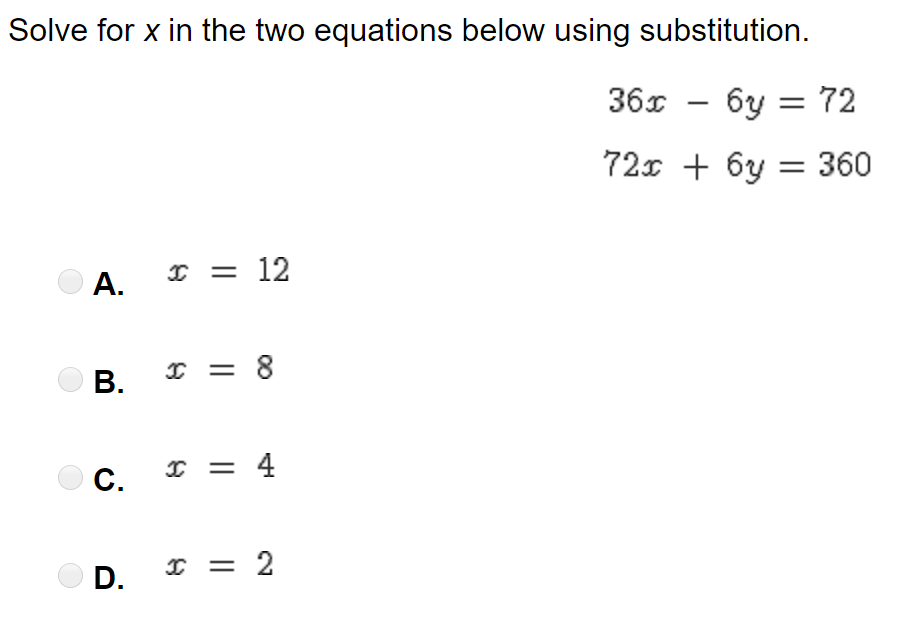 Solve for x in the two equations below using substitution.
36x − 6y = 72
72x + 6y = 360
A. x = 12
B. x = 8
C. x = 4
D. x = 2